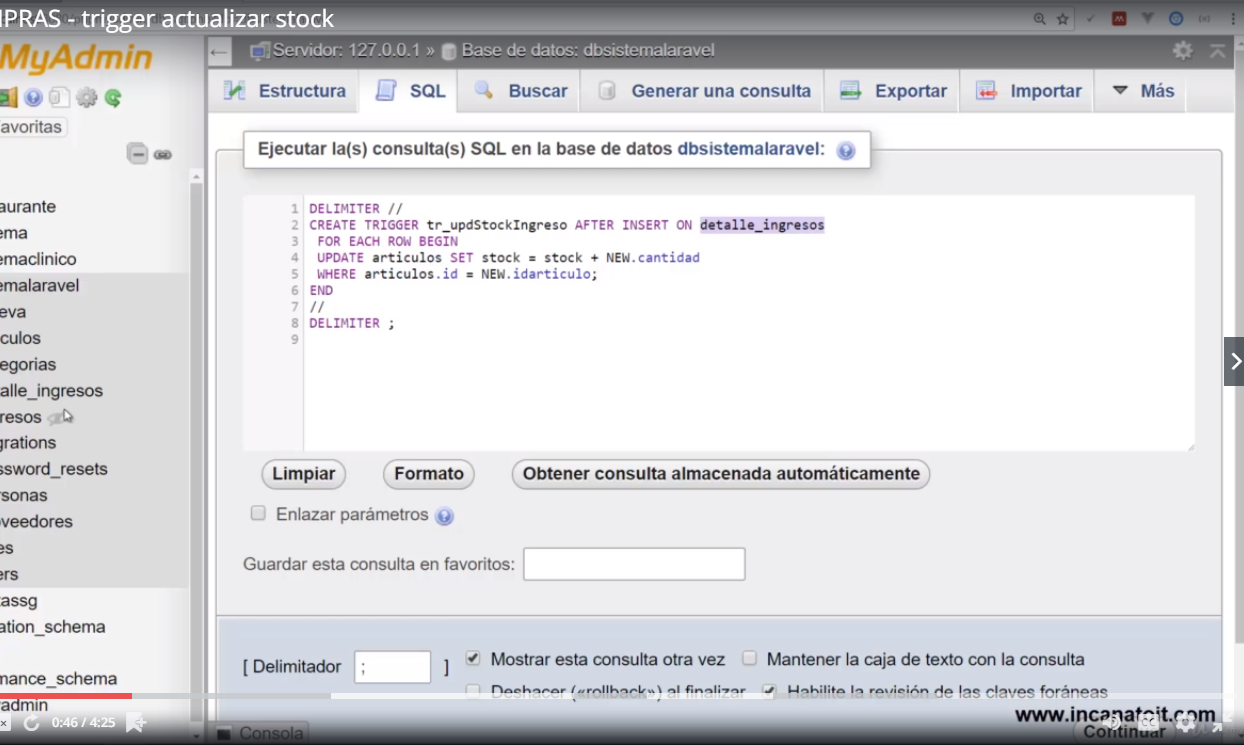 IPRAS - trigger actualizar stock
MyAdmin
Servidor: 127.0.0.1 » Base de datos: dbsistemalaravel
Estructura SQL Buscar Generar una consulta Exportar Importar Más
avoritas
Ejecutar la(s) consulta(s) SQL en la base de datos dbsistemalaravel:
aurante
ema
emaclinico
emalaravel
eva
culos
egorias
alle_ingresos
resos
grations
ssword_resets
rsonas
veedores
es
ers
tassg
ation_schema
mance_schema
admin
1 DELIMITER //
2 CREATE TRIGGER tr_updStockIngreso AFTER INSERT ON detalle_ingresos
3 FOR EACH ROW BEGIN
4 UPDATE articulos SET stock = stock + NEW.cantidad
5 WHERE articulos.id = NEW.idarticulo;
6 END
7 //
8 DELIMITER ;
9
Limpiar Formato Obtener consulta almacenada automáticamente
Enlazar parámetros
Guardar esta consulta en favoritos:
[ Delimitador ; ] Mostrar esta consulta otra vez Mantener la caja de texto con la consulta
Deshacer («rollback») al finalizar Habilite la revisión de las claves foráneas
www.incanatoit.com
0:46 / 4:25
Consola
Continuar